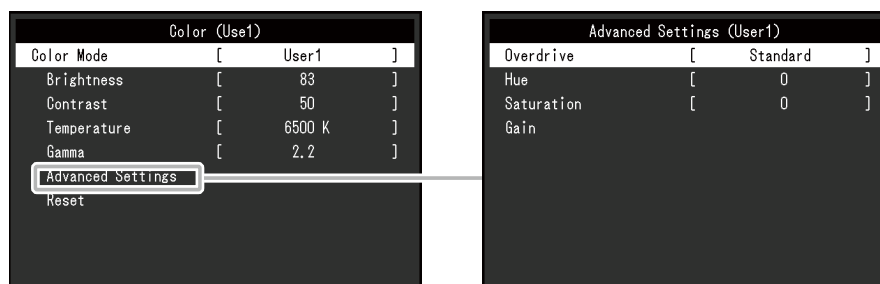 Color (Use1)
Color Mode [ User1 ]
Brightness [ 83 ]
Contrast [ 50 ]
Temperature [ 6500 K ]
Gamma [ 2.2 ]
Advanced Settings
Reset
Advanced Settings (User1)
Overdrive [ Standard ]
Hue [ 0 ]
Saturation [ 0 ]
Gain